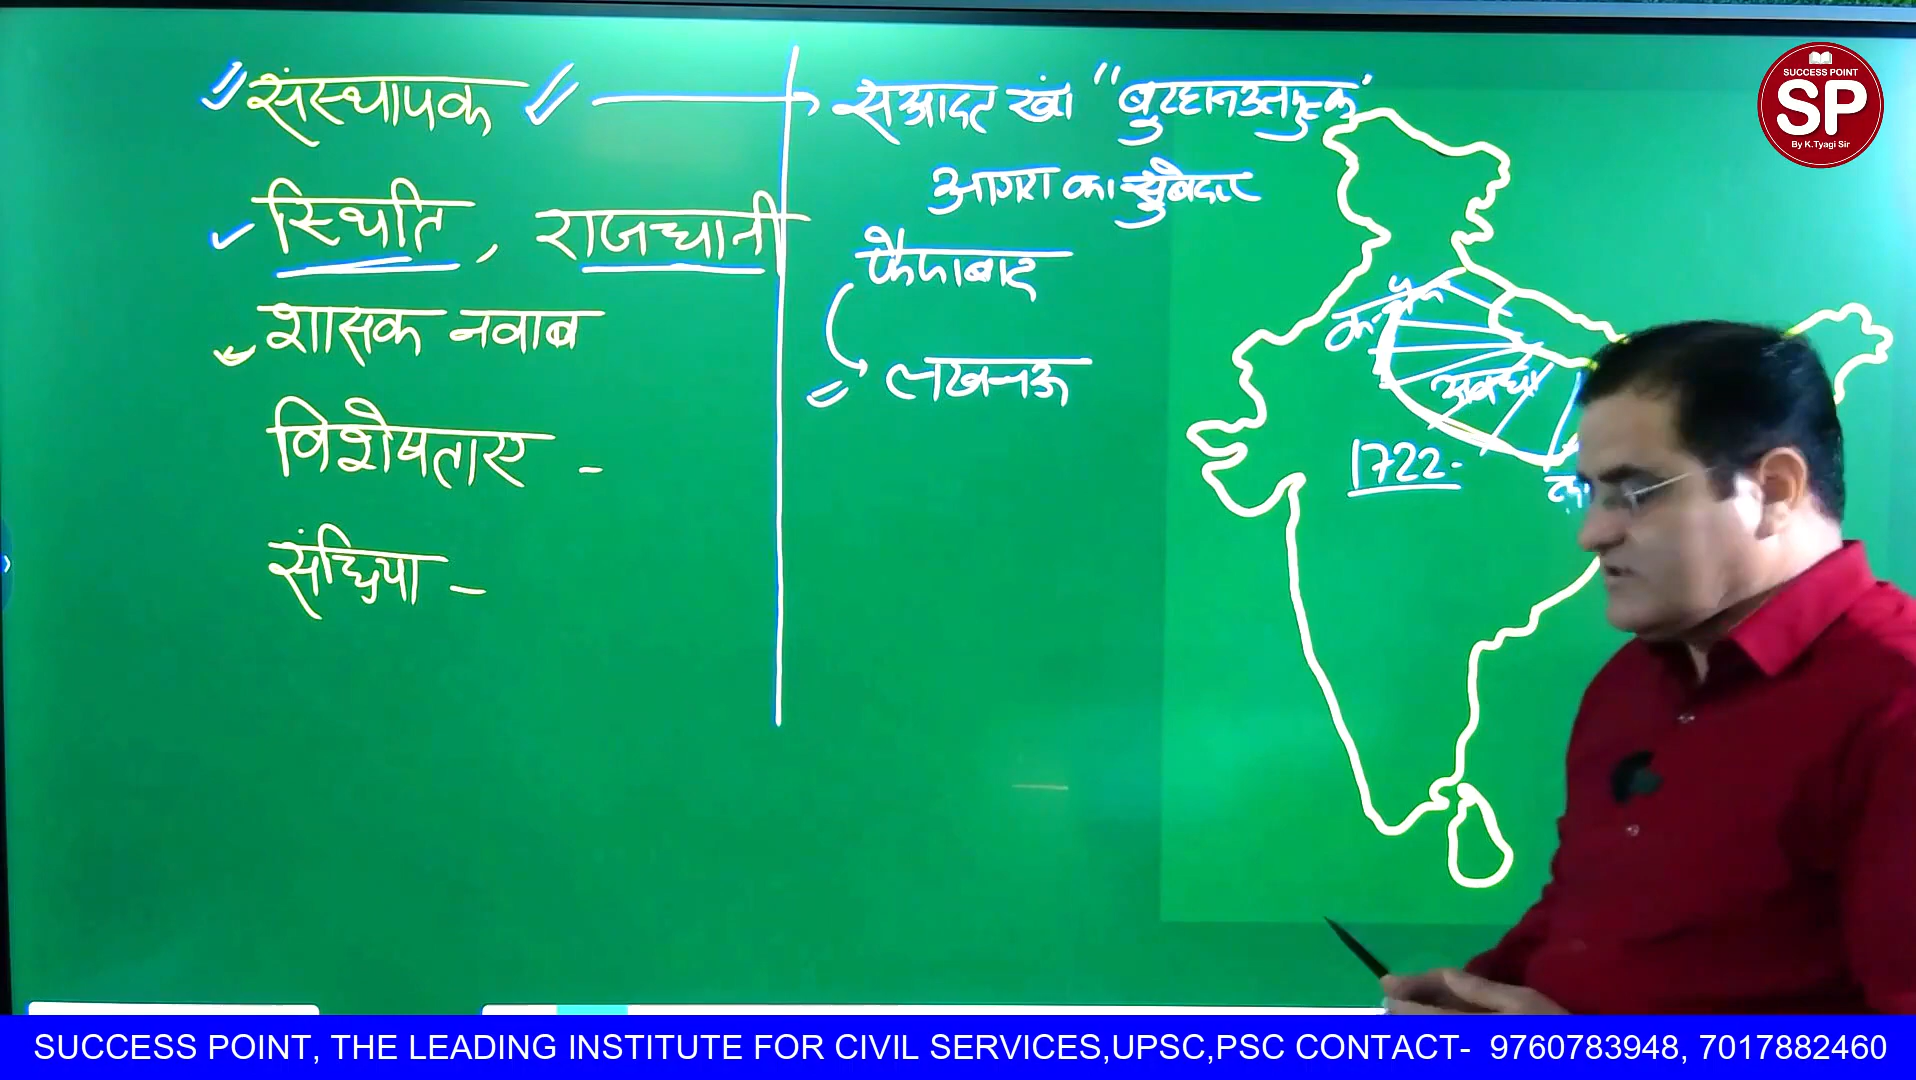 संस्थापक
सआदत खां "बुरहानउलमुल्क"
आगरा का सुबेदार
स्थिति, राजधानी
फैजाबाद
लखनऊ
शासक नवाब
विशेषताएं -
संधिया -
अवध
1722-
SUCCESS POINT
SP
By K.Tyagi Sir
SUCCESS POINT, THE LEADING INSTITUTE FOR CIVIL SERVICES,UPSC,PSC CONTACT- 9760783948, 7017882460